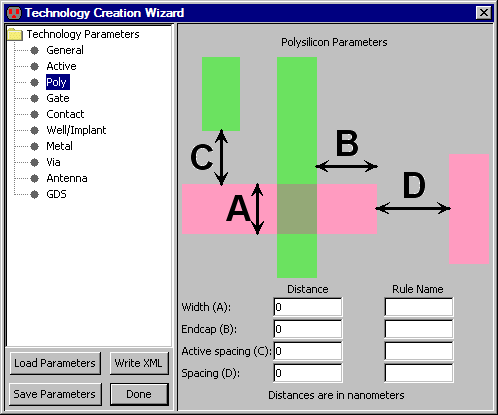 Technology Creation Wizard
Technology Parameters
General
Active
Poly
Gate
Contact
Well/Implant
Metal
Via
Antenna
GDS
Load Parameters
Write XML
Save Parameters
Done
Polysilicon Parameters
C
B
A
D
Distance Rule Name
Width (A): 0
Endcap (B): 0
Active spacing (C): 0
Spacing (D): 0
Distances are in nanometers